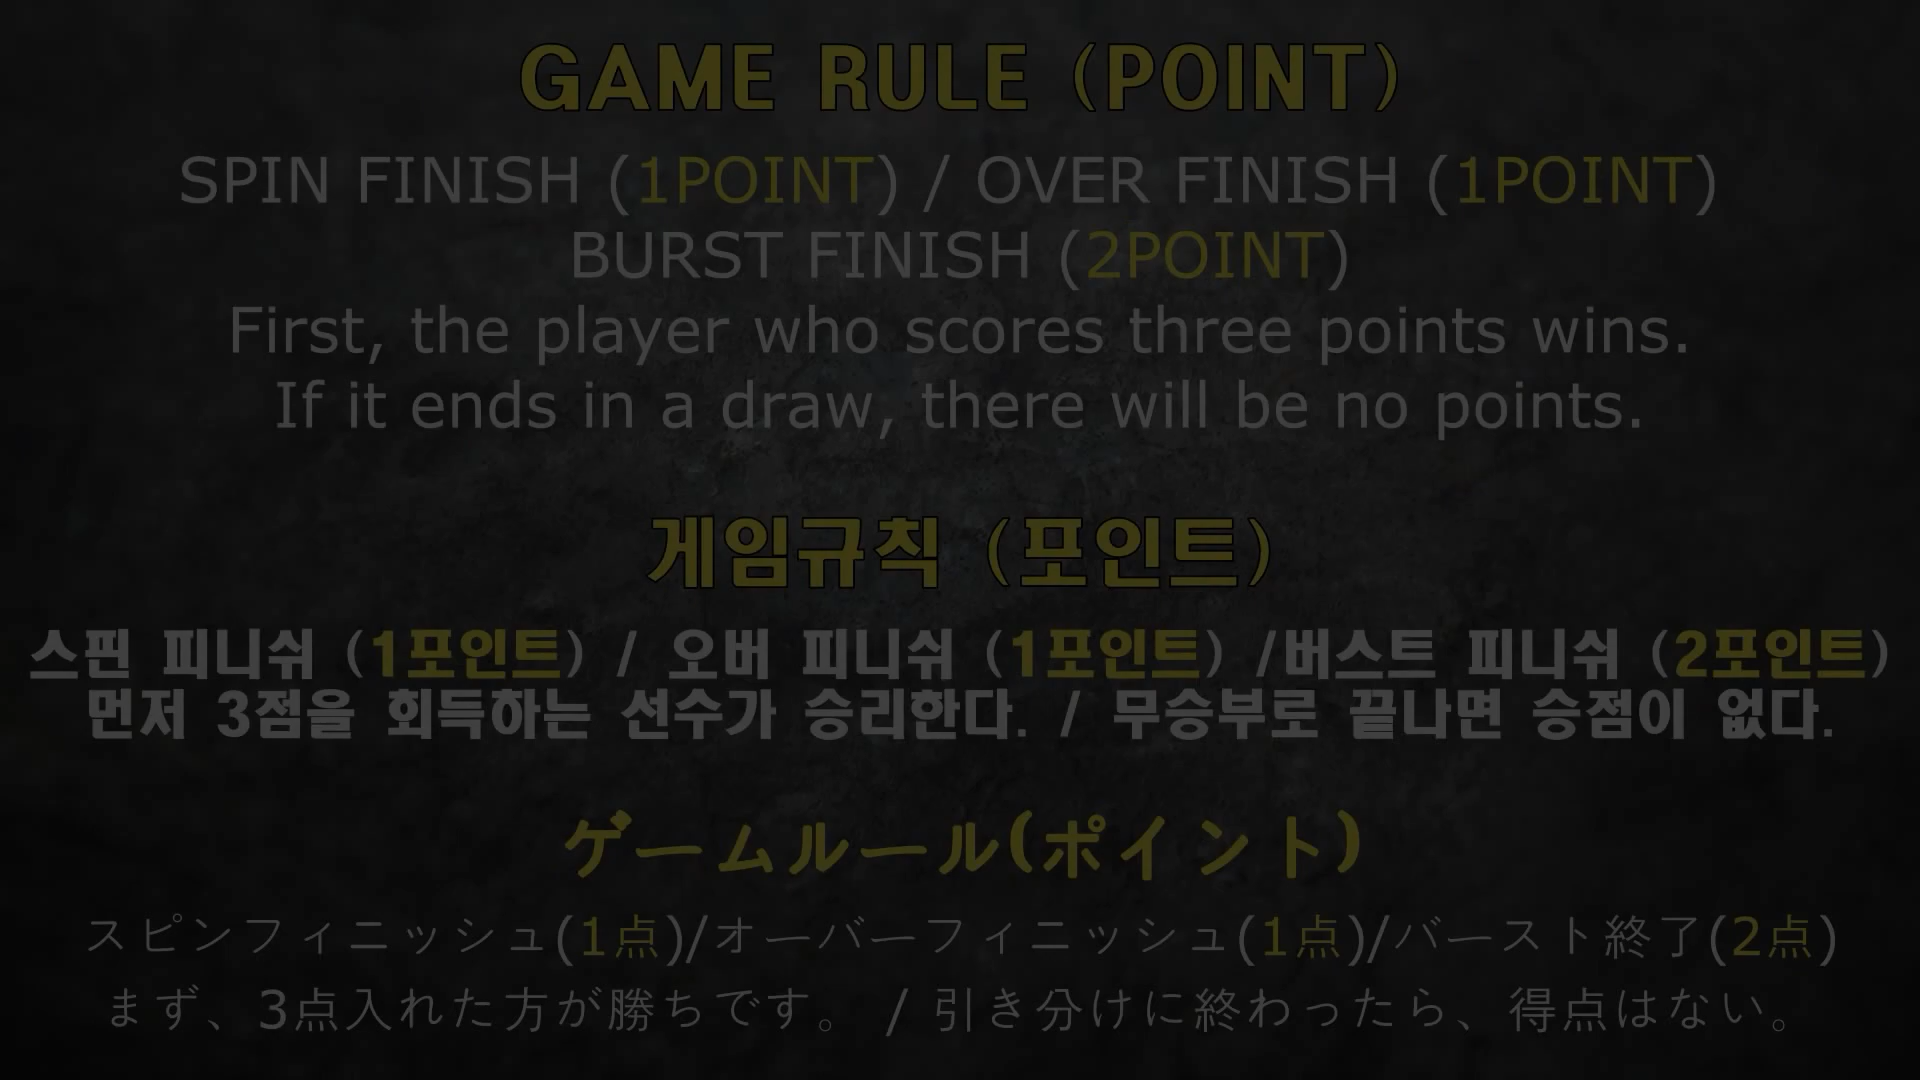 GAME RULE (POINT)
SPIN FINISH (1POINT) / OVER FINISH (1POINT)
BURST FINISH (2POINT)
First, the player who scores three points wins.
If it ends in a draw, there will be no points.
게임규칙 (포인트)
스핀 피니쉬 (1포인트) / 오버 피니쉬 (1포인트) /버스트 피니쉬 (2포인트)
먼저 3점을 회득하는 선수가 승리한다. / 무승부로 끝나면 승점이 없다.
ゲームルール(ポイント)
スピンフィニッシュ(1点)/オーバーフィニッシュ(1点)/バースト終了(2点)
まず、3点入れた方が勝ちです。 / 引き分けに終わったら、得点はない。